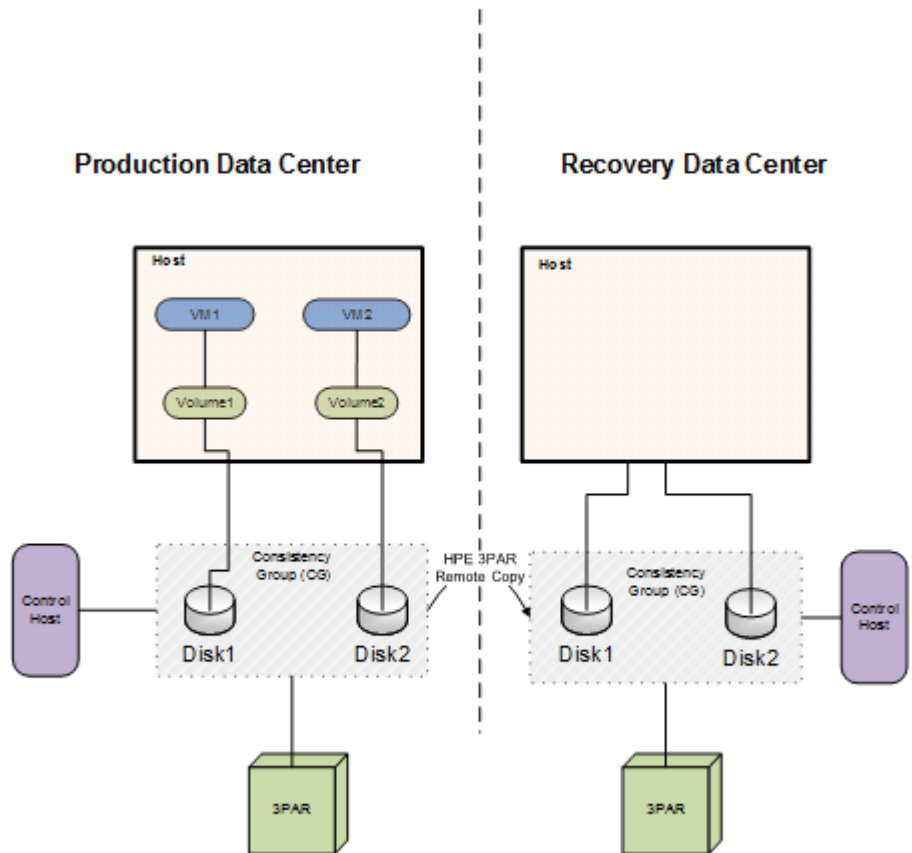 Production Data Center
Recovery Data Center
Host
VM1
VM2
Volume1
Volume2
Host
Control
Host
Consistency
Group (CG)
Disk1
Disk2
HPE 3PAR
Remote Copy
Consistency
Group (CG)
Disk1
Disk2
Control
Host
3PAR
3PAR